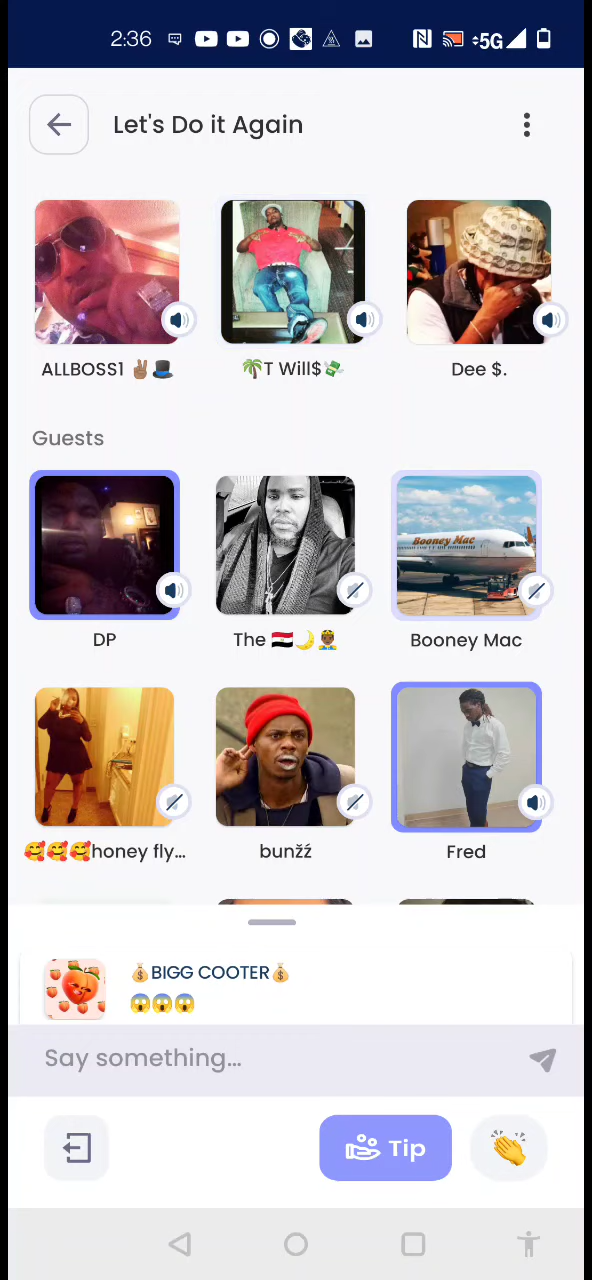 2:36
5G
Let's Do it Again
ALLBOSS1 ✌🏽🎩
🌴T Will$💸
Dee $.
Guests
Booney Mac
DP
The 🇪🇬🌙🤴🏾
Booney Mac
🥰🥰🥰honey fly...
bunžź
Fred
💰BIGG COOTER💰
😱😱😱
Say something...
Tip
👏